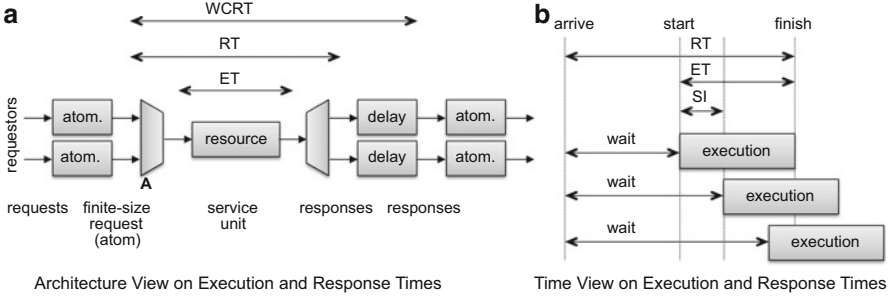 a
WCRT
RT
ET
requestors
atom.
atom.
A
resource
delay
delay
atom.
atom.
requests
finite-size
request
(atom)
service
unit
responses
responses
Architecture View on Execution and Response Times
b
arrive
start
finish
RT
ET
SI
wait
execution
wait
execution
wait
execution
Time View on Execution and Response Times